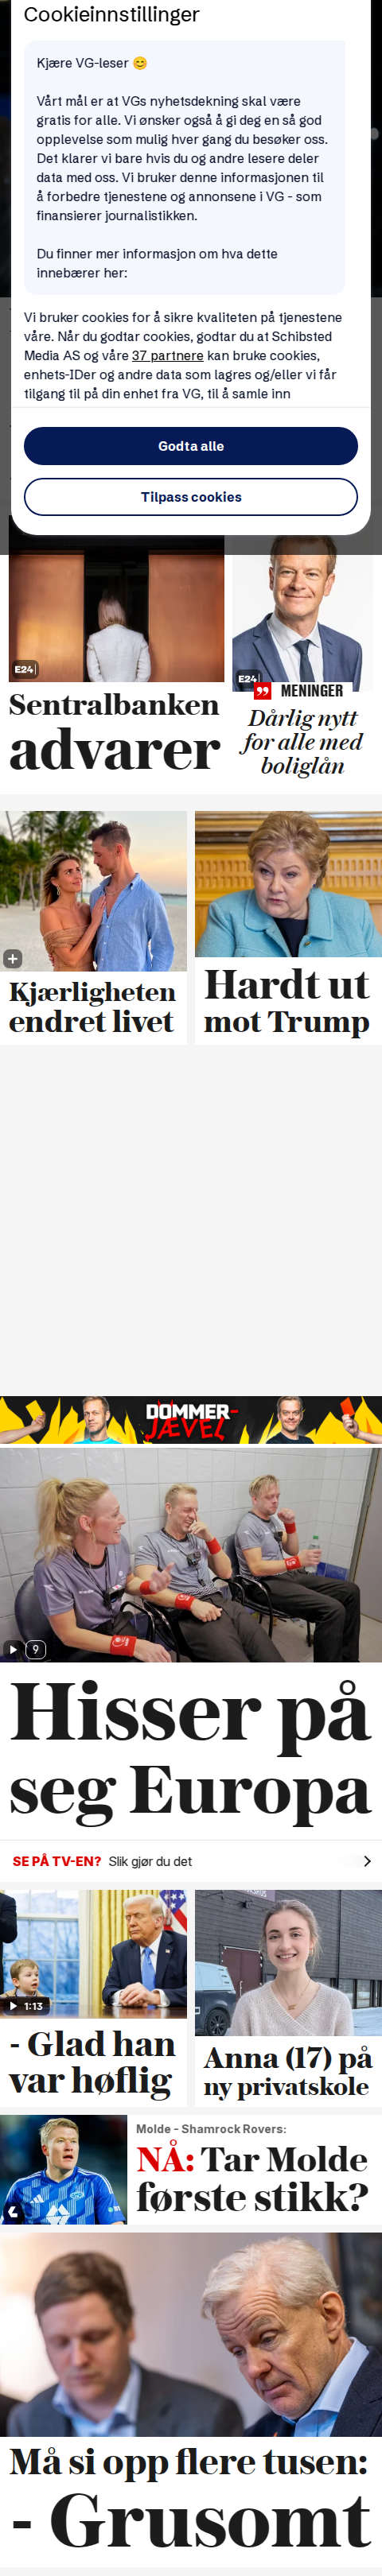 Cookieinnstillinger
Kjære VG-leser 😊
Vårt mål er at VGs nyhetsdekning skal være
gratis for alle. Vi ønsker også å gi deg en så god
opplevelse som mulig hver gang du besøker oss.
Det klarer vi bare hvis du og andre lesere deler
data med oss. Vi bruker denne informasjonen til
å forbedre tjenestene og annonsene i VG - som
finansierer journalistikken.
Du finner mer informasjon om hva dette
innebærer her:
Vi bruker cookies for å sikre kvaliteten på tjenestene
våre. Når du godtar cookies, godtar du at Schibsted
Media AS og våre 37 partnere kan bruke cookies,
enhets-IDer og andre data som lagres og/eller vi får
tilgang til på din enhet fra VG, til å samle inn
Godta alle
Tilpass cookies
E24
Sentralbanken
advarer
E24
MENINGER
Dårlig nytt
for alle med
boliglån
Kjærligheten
endret livet
Hardt ut
mot Trump
DOMMER-
JÆVEL
9
Hisser på
seg Europa
SE PÅ TV-EN? Slik gjør du det
1:13
- Glad han
var høflig
Anna (17) på
ny privatskole
Molde - Shamrock Rovers:
NÅ: Tar Molde
første stikk?
Må si opp flere tusen:
- Grusomt